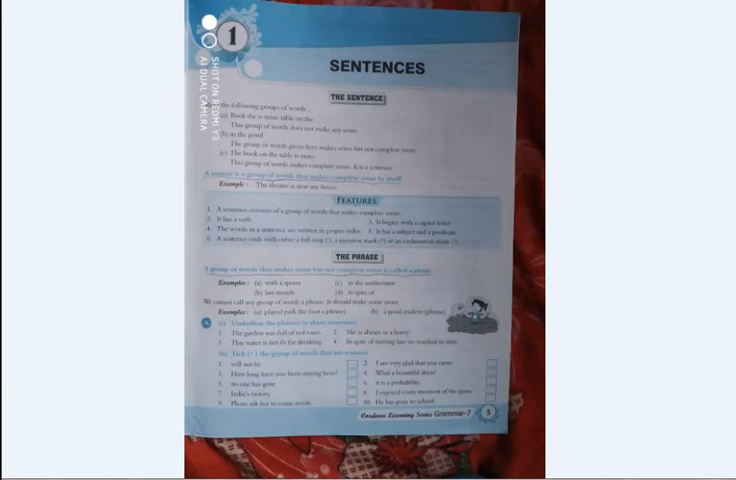 1
SENTENCES
SHOT ON REDMI Y3
AI DUAL CAMERA
THE SENTENCE
the following groups of words :
(a) Book the is mine table on the
This group of words does not make any sense.
(b) in the pond
The group of words given here makes sense but not complete sense.
(c) The book on the table is mine.
This group of words makes complete sense. It is a sentence.
A sentence is a group of words that makes complete sense by itself.
Example : The theatre is near my house.
FEATURES
1. A sentence consists of a group of words that makes complete sense.
2. It has a verb. 3. It begins with a capital letter.
4. The words in a sentence are written in proper order. 5. It has a subject and a predicate.
6. A sentence ends with either a full stop (.), a question mark (?) or an exclamation mark (!).
THE PHRASE
A group of words that makes sense but not complete sense is called a phrase.
Examples : (a) with a spoon (c) in the auditorium
(b) last month (d) in spite of
We cannot call any group of words a phrase. It should make some sense.
Examples : (a) played park the (not a phrase) (b) a good student (phrase)
A (i) Underline the phrases in these sentences
1. The garden was full of red roses. 2. She is always in a hurry.
3. This water is not fit for drinking. 4. In spite of starting late we reached in time.
(ii) Tick (✓) the group of words that are sentences
1. will not be 2. I am very glad that you came.
3. How long have you been staying here? 4. What a beautiful dress!
5. no one has gone 6. it is a probability
7. India's victory 8. I enjoyed every moment of the game.
9. Please ask her to come inside. 10. He has gone to school.
Cordova Learning Series Grammar-7 5